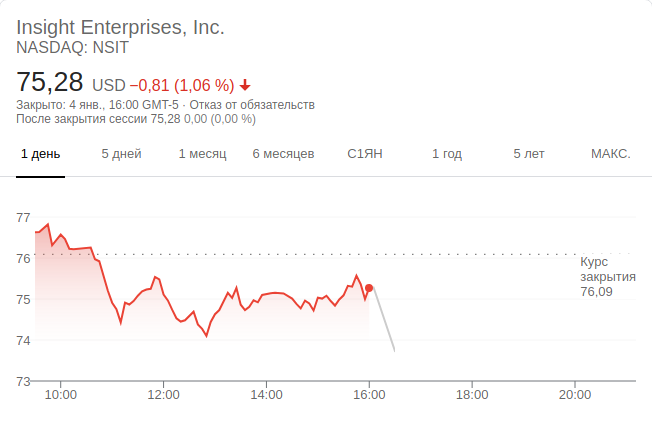 Insight Enterprises, Inc.
NASDAQ: NSIT
75,28 USD −0,81 (1,06 %)
Закрыто: 4 янв., 16:00 GMT-5 · Отказ от обязательств
После закрытия сессии 75,28 0,00 (0,00 %)
1 день 5 дней 1 месяц 6 месяцев С1ЯН 1 год 5 лет МАКС.
77
76
75
74
73
Курс
закрытия
76,09
10:00 12:00 14:00 16:00 18:00 20:00